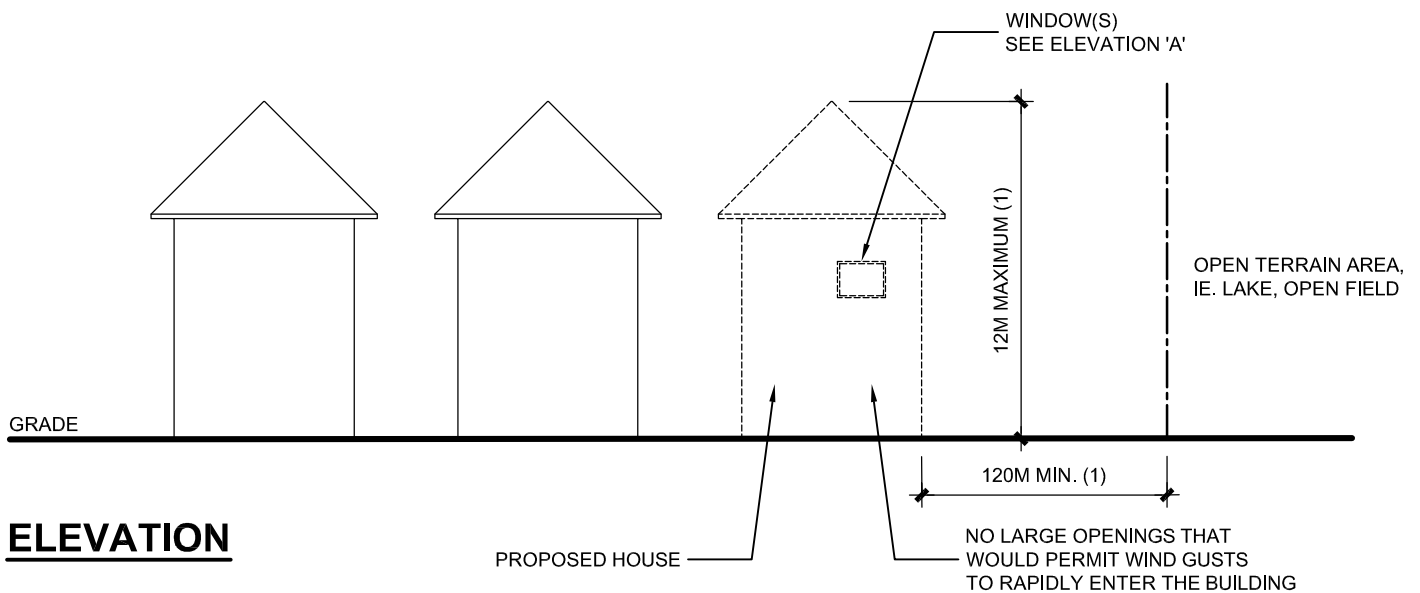 WINDOW(S)
SEE ELEVATION 'A'
12M MAXIMUM (1)
OPEN TERRAIN AREA,
IE. LAKE, OPEN FIELD
GRADE
120M MIN. (1)
ELEVATION
PROPOSED HOUSE
NO LARGE OPENINGS THAT
WOULD PERMIT WIND GUSTS
TO RAPIDLY ENTER THE BUILDING